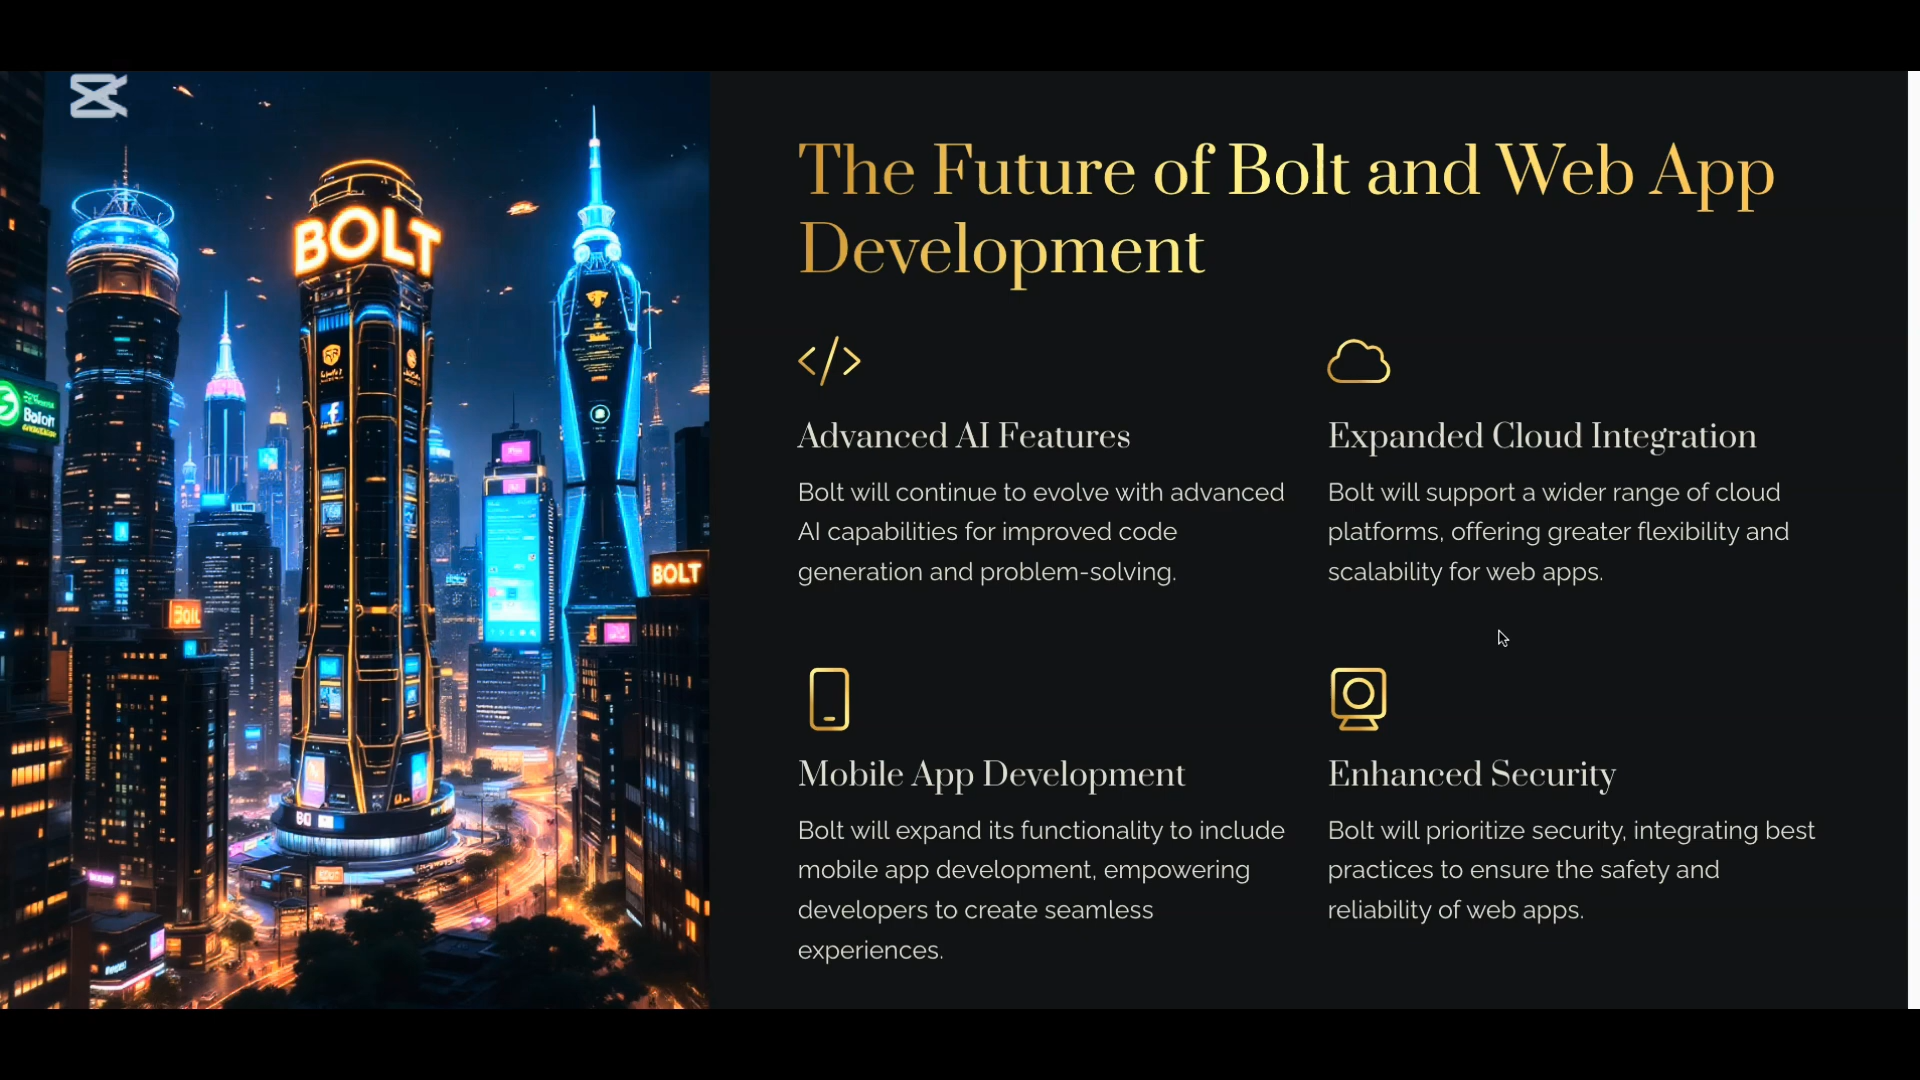 BOLT
BOLT
Bolt
The Future of Bolt and Web App
Development
Advanced AI Features
Bolt will continue to evolve with advanced
AI capabilities for improved code
generation and problem-solving.
Expanded Cloud Integration
Bolt will support a wider range of cloud
platforms, offering greater flexibility and
scalability for web apps.
Mobile App Development
Bolt will expand its functionality to include
mobile app development, empowering
developers to create seamless
experiences.
Enhanced Security
Bolt will prioritize security, integrating best
practices to ensure the safety and
reliability of web apps.